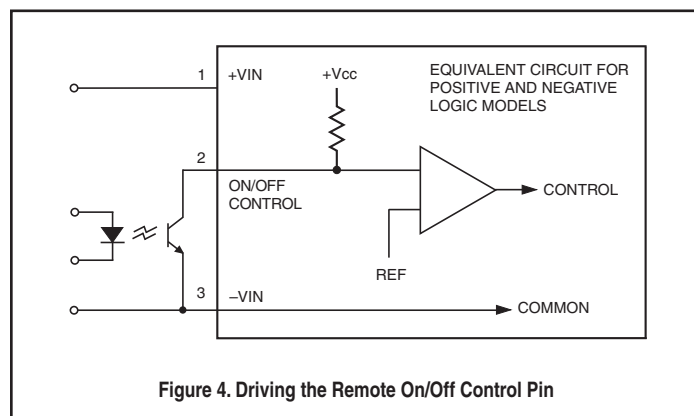 1
+VIN
+Vcc
EQUIVALENT CIRCUIT FOR
POSITIVE AND NEGATIVE
LOGIC MODELS
2
ON/OFF
CONTROL
CONTROL
REF
3
–VIN
COMMON
Figure 4. Driving the Remote On/Off Control Pin